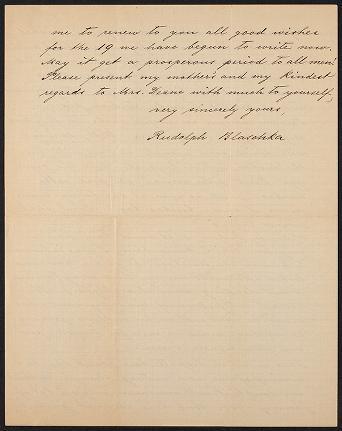 me to renew to you all good wishes
for the 19 we have begun to write now.
May it get a prosperous period to all men!
Please present my mother's and my kindest
regards to Mrs. Deane with much to yourself,
very sincerely yours,
Rudolph Blaschka